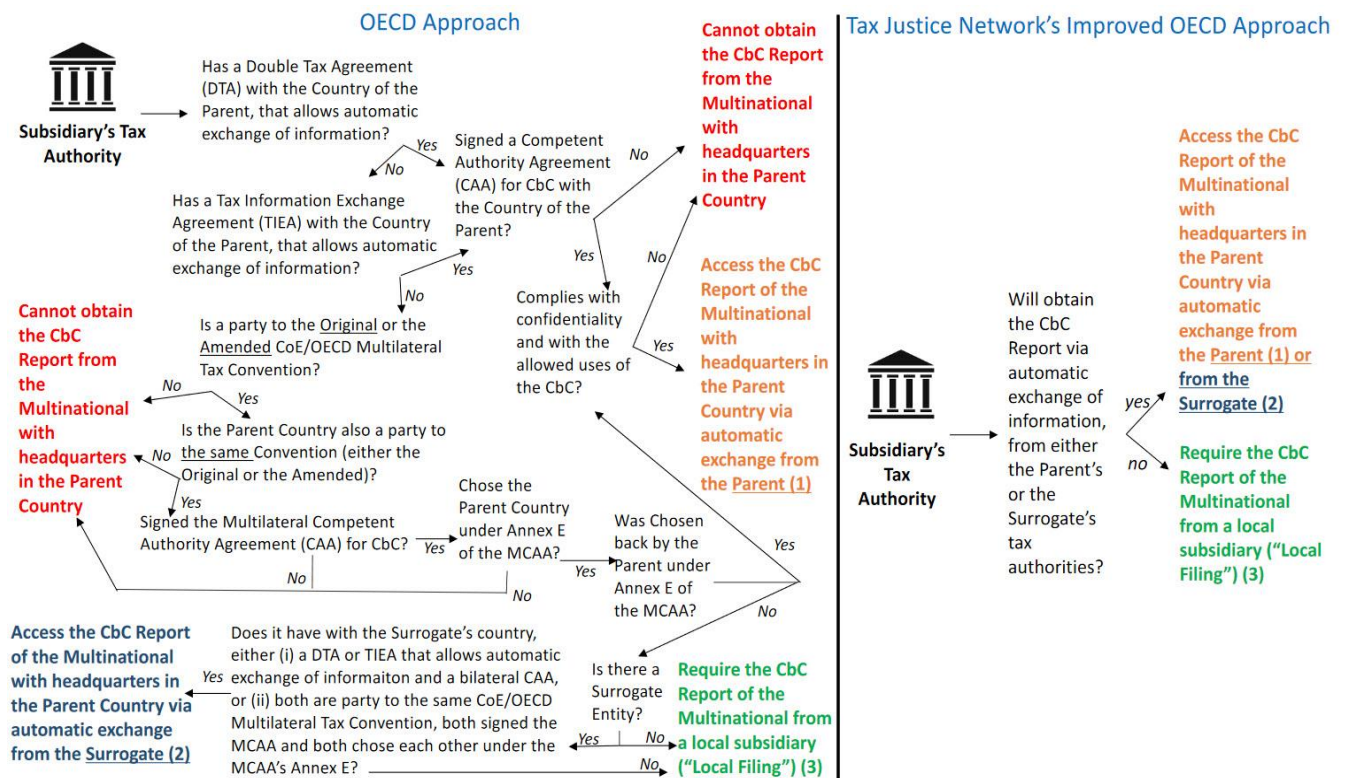 OECD Approach
Subsidiary's Tax
Authority
Has a Double Tax Agreement
(DTA) with the Country of the
Parent, that allows automatic
exchange of information?
Yes
No
Has a Tax Information Exchange
Agreement (TIEA) with the Country
of the Parent, that allows automatic
exchange of information?
Yes
No
Signed a Competent
Authority Agreement
(CAA) for CbC with
the Country of the
Parent?
No
Yes
Cannot obtain
the CbC Report
from the
Multinational
with
headquarters
in the Parent
Country
Complies with
confidentiality
and with the
allowed uses of
the CbC?
No
Yes
Access the CbC
Report of the
Multinational
with
headquarters in
the Parent
Country via
automatic
exchange from
the Parent (1)
Is a party to the Original or the
Amended CoE/OECD Multilateral
Tax Convention?
No
Yes
Cannot obtain
the CbC
Report from
the
Multinational
with
headquarters
in the Parent
Country
Is the Parent Country also a party to
the same Convention (either the
Original or the Amended)?
No
Yes
Signed the Multilateral Competent
Authority Agreement (CAA) for CbC?
Yes
No
Chose the
Parent Country
under Annex E
of the MCAA?
Yes
No
Was Chosen
back by the
Parent under
Annex E of
the MCAA?
Yes
No
Is there a
Surrogate
Entity?
Yes
No
Does it have with the Surrogate's country,
either (i) a DTA or TIEA that allows automatic
exchange of informaiton and a bilateral CAA,
or (ii) both are party to the same CoE/OECD
Multilateral Tax Convention, both signed the
MCAA and both chose each other under the
MCAA's Annex E?
Yes
No
Access the CbC Report
of the Multinational
with headquarters in
the Parent Country via
automatic exchange
from the Surrogate (2)
Require the CbC
Report of the
Multinational from
a local subsidiary
("Local Filing") (3)
Tax Justice Network's Improved OECD Approach
Subsidiary's
Tax
Authority
Will obtain
the CbC
Report via
automatic
exchange of
information,
from either
the Parent's
or the
Surrogate's
tax
authorities?
yes
no
Access the CbC
Report of the
Multinational
with
headquarters in
the Parent
Country via
automatic
exchange from
the Parent (1) or
from the
Surrogate (2)
Require the CbC
Report of the
Multinational
from a local
subsidiary ("Local
Filing") (3)